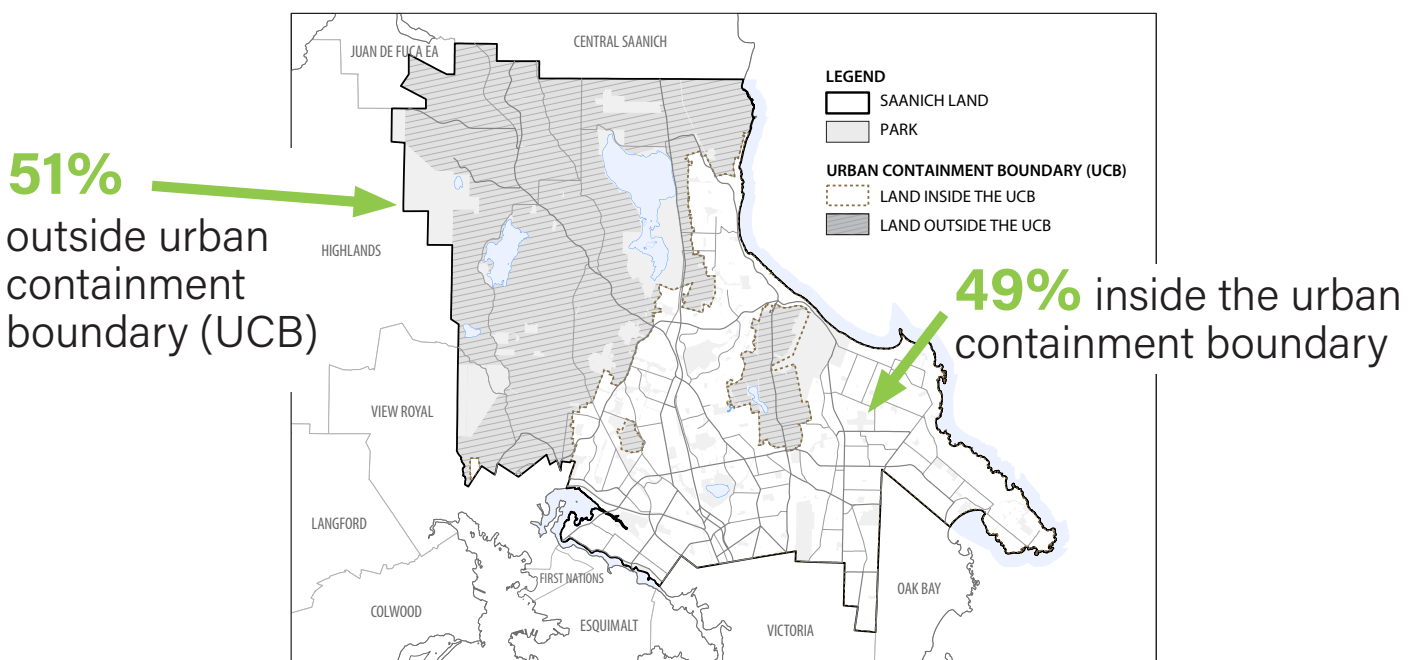 JUAN DE FUCA EA
CENTRAL SAANICH
LEGEND
SAANICH LAND
PARK
URBAN CONTAINMENT BOUNDARY (UCB)
LAND INSIDE THE UCB
LAND OUTSIDE THE UCB
51%
outside urban
containment
boundary (UCB)
HIGHLANDS
49% inside the urban
containment boundary
VIEW ROYAL
LANGFORD
FIRST NATIONS
OAK BAY
COLWOOD
ESQUIMALT
VICTORIA